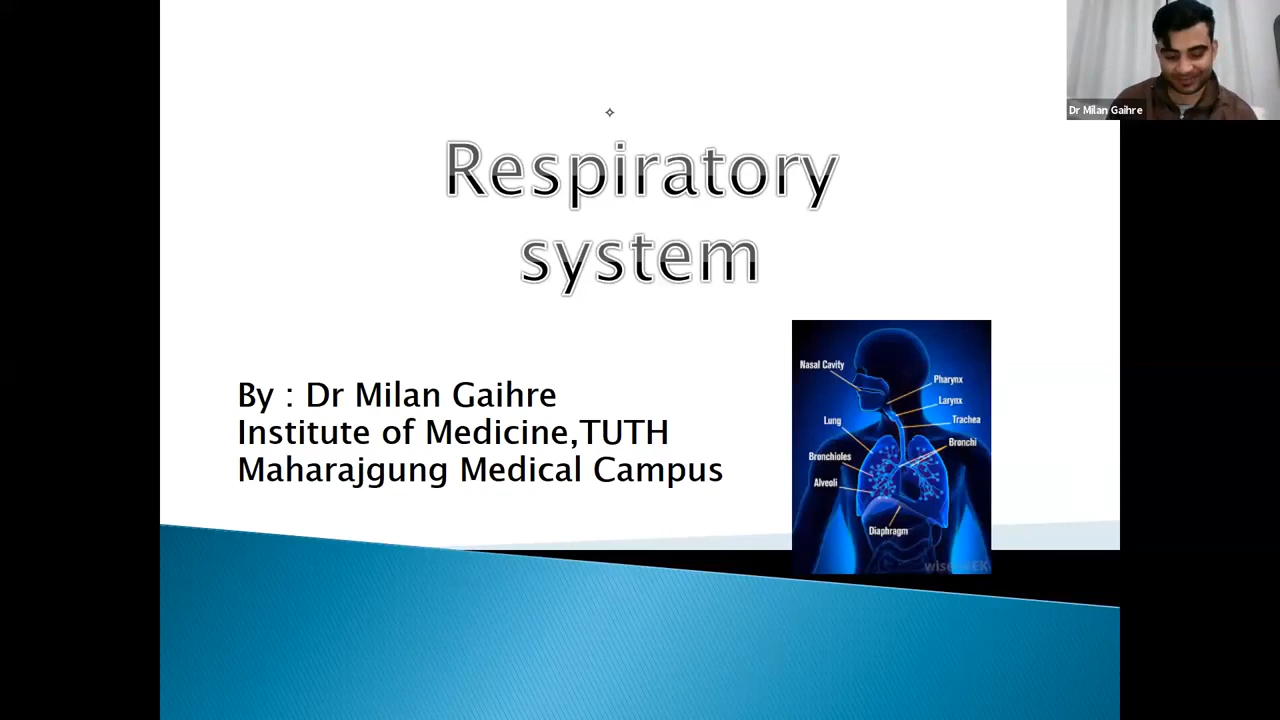 Dr Milan Gaihre
Respiratory
system
By : Dr Milan Gaihre
Institute of Medicine,TUTH
Maharajgung Medical Campus
Nasal Cavity
Pharynx
Larynx
Trachea
Lung
Bronchi
Bronchioles
Alveoli
Diaphragm